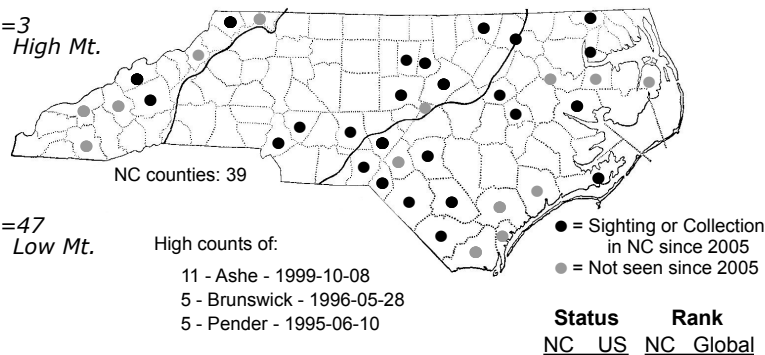 =3
High Mt.
NC counties: 39
=47
Low Mt.
High counts of:
11 - Ashe - 1999-10-08
5 - Brunswick - 1996-05-28
5 - Pender - 1995-06-10
= Sighting or Collection
in NC since 2005
= Not seen since 2005
Status Rank
NC US NC Global